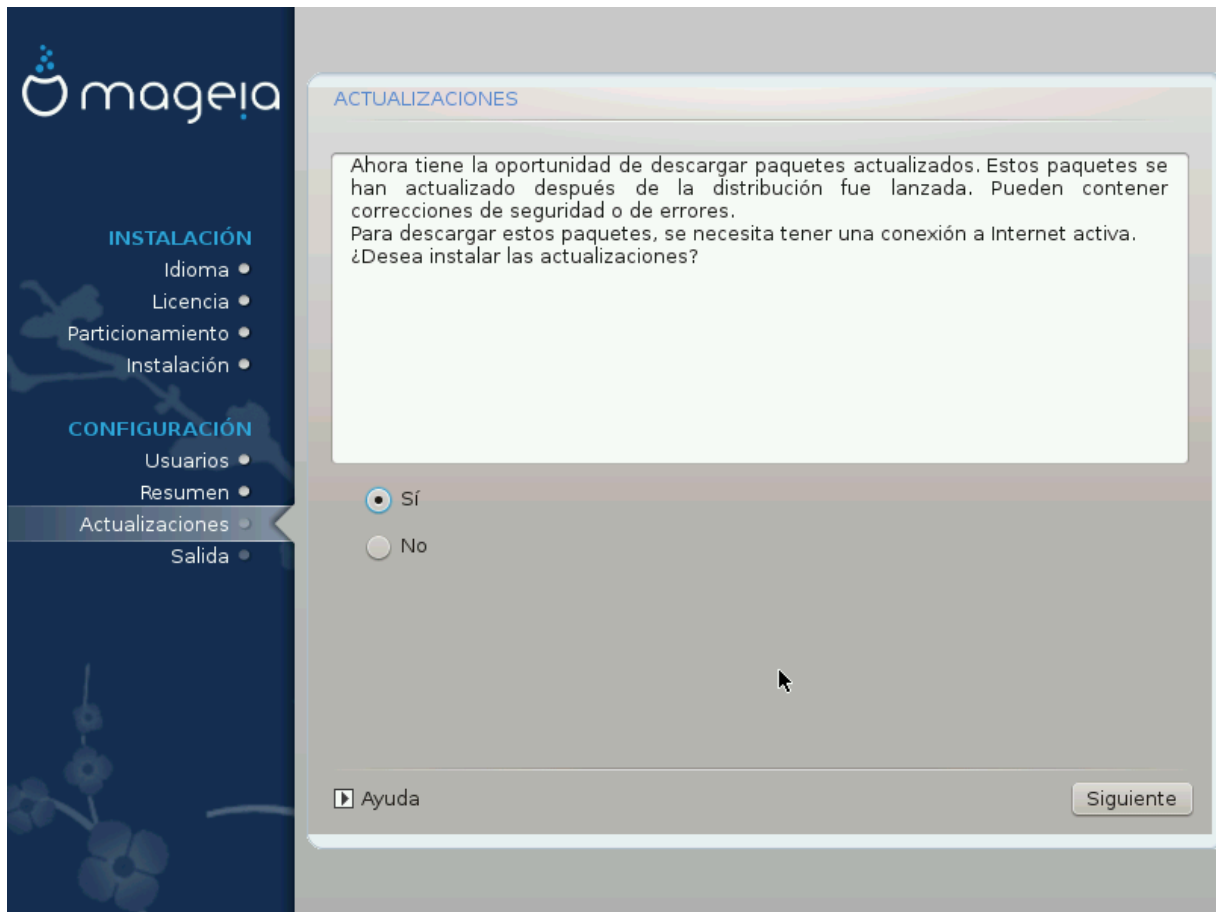 mageia
INSTALACIÓN
Idioma
Licencia
Particionamiento
Instalación
CONFIGURACIÓN
Usuarios
Resumen
Actualizaciones
Salida
ACTUALIZACIONES
Ahora tiene la oportunidad de descargar paquetes actualizados. Estos paquetes se
han actualizado después de la distribución fue lanzada. Pueden contener
correcciones de seguridad o de errores.
Para descargar estos paquetes, se necesita tener una conexión a Internet activa.
¿Desea instalar las actualizaciones?
Sí
No
Ayuda
Siguiente